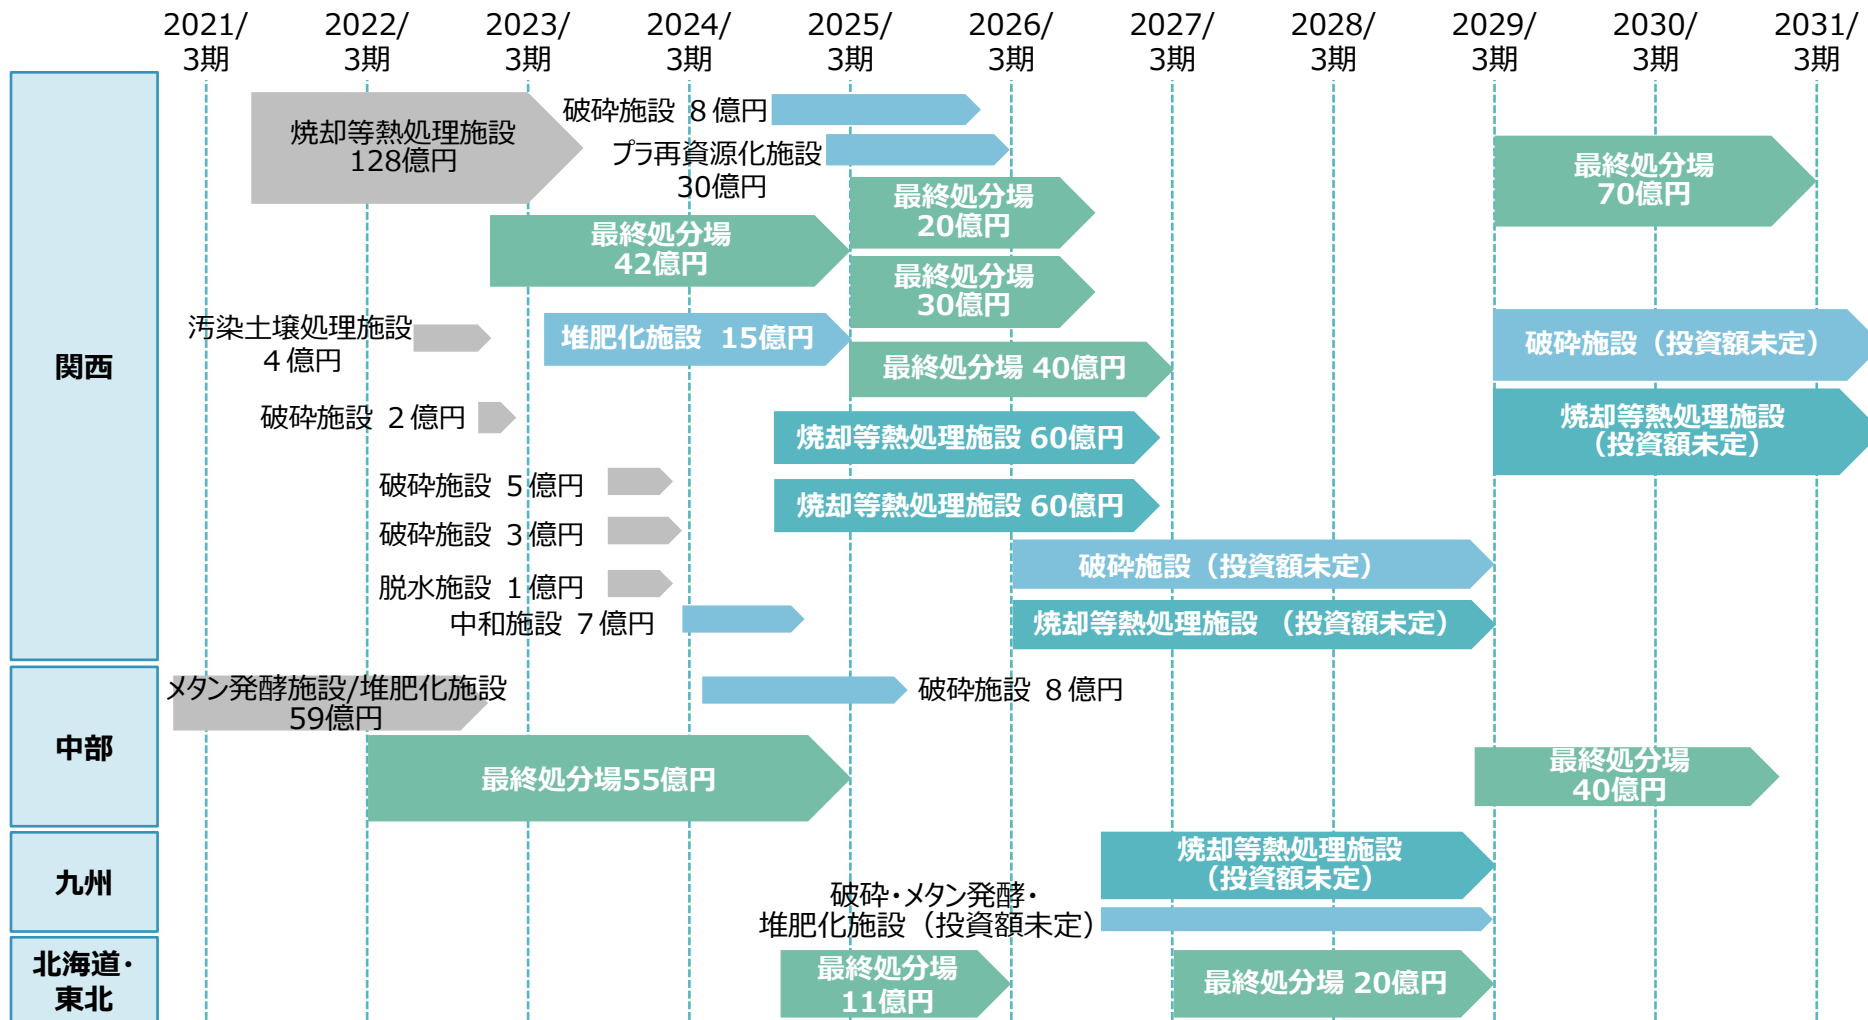 2021/
3期
2022/
3期
2023/
3期
2024/
3期
2025/
3期
2026/
3期
2027/
3期
2028/
3期
2029/
3期
2030/
3期
2031/
3期
関西
焼却等熱処理施設
128億円
破砕施設 8億円
プラ再資源化施設
30億円
最終処分場
20億円
最終処分場
70億円
最終処分場
42億円
最終処分場
30億円
汚染土壌処理施設
4億円
堆肥化施設 15億円
破砕施設（投資額未定）
最終処分場 40億円
破砕施設 2億円
焼却等熱処理施設 60億円
焼却等熱処理施設
（投資額未定）
破砕施設 5億円
焼却等熱処理施設 60億円
破砕施設 3億円
破砕施設（投資額未定）
脱水施設 1億円
中和施設 7億円
焼却等熱処理施設 （投資額未定）
中部
メタン発酵施設/堆肥化施設
59億円
破砕施設 8億円
最終処分場55億円
最終処分場
40億円
九州
焼却等熱処理施設
（投資額未定）
破砕・メタン発酵・
堆肥化施設（投資額未定）
北海道・
東北
最終処分場
11億円
最終処分場 20億円